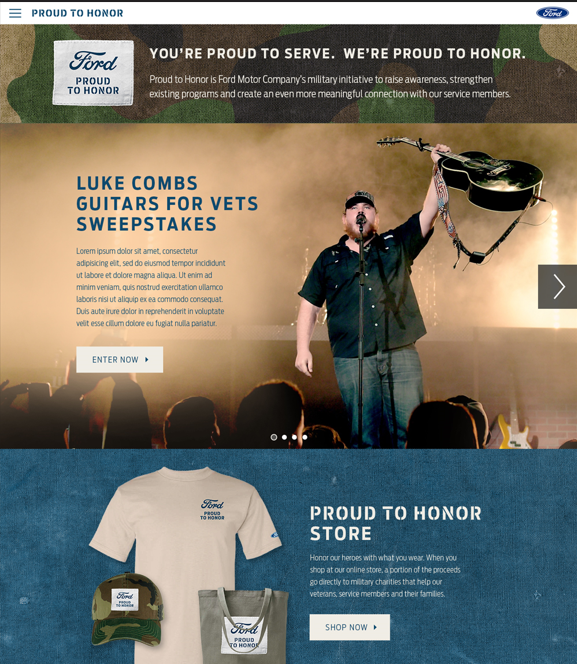 PROUD TO HONOR
Ford
Ford
PROUD
TO HONOR
YOU'RE PROUD TO SERVE. WE'RE PROUD TO HONOR.
Proud to Honor is Ford Motor Company's military initiative to raise awareness, strengthen
existing programs and create an even more meaningful connection with our service members.
LUKE COMBS
GUITARS FOR VETS
SWEEPSTAKES
Lorem ipsum dolor sit amet, consectetur
adipisicing elit, sed do eiusmod tempor incididunt
ut labore et dolore magna aliqua. Ut enim ad
minim veniam, quis nostrud exercitation ullamco
laboris nisi ut aliquip ex ea commodo consequat.
Duis aute irure dolor in reprehenderit in voluptate
velit esse cillum dolore eu fugiat nulla pariatur.
ENTER NOW
Ford
PROUD
TO HONOR
PROUD TO HONOR
STORE
Honor our heroes with what you wear. When you
shop at our online store, a portion of the proceeds
go directly to military charities that help our
veterans, service members and their families.
SHOP NOW
Ford
PROUD
TO HONOR
Ford
PROUD
TO HONOR